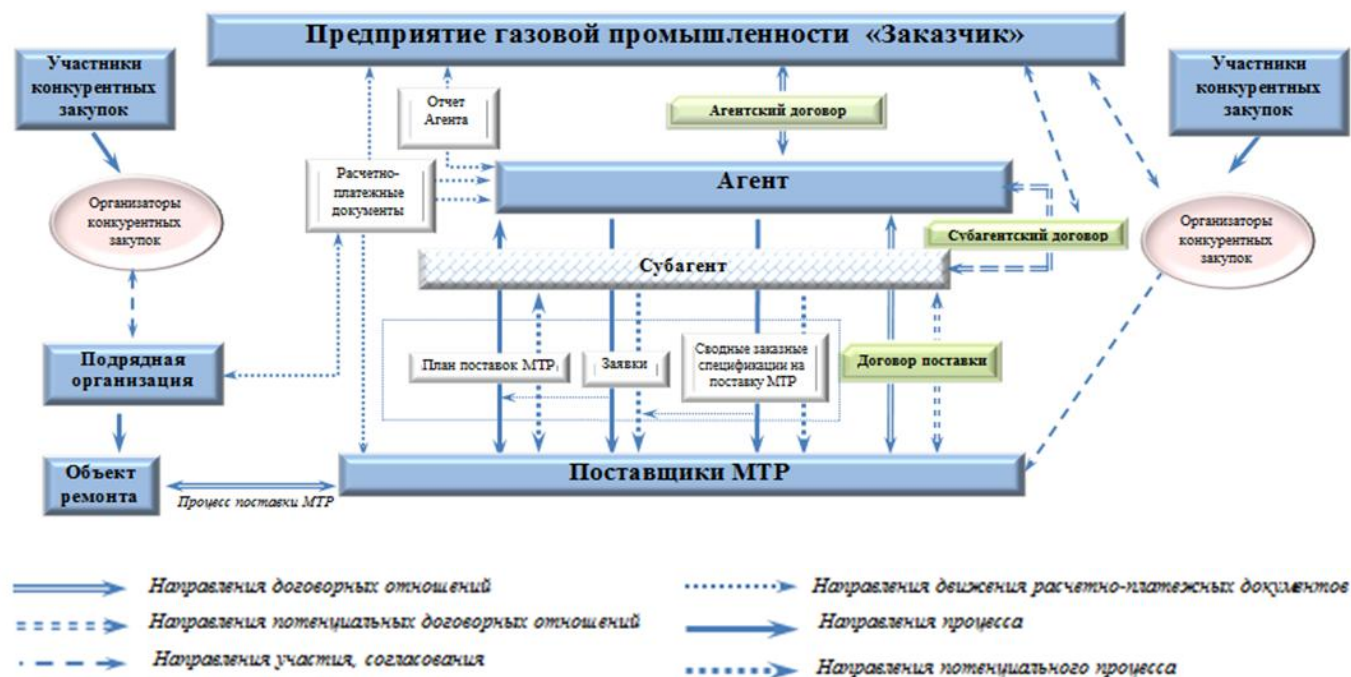 Предприятие газовой промышленности «Заказчик»
Участники
конкурентных
закупок
Участники
конкурентных
закупок
Отчет
Агента
Агентский договор
Расчетно-
платежные
документы
Агент
Организаторы
конкурентных
закупок
Субагентский договор
Организаторы
конкурентных
закупок
Субагент
Подрядная
организация
План поставок МТР
Заявки
Сводные заказные
спецификации на
поставку МТР
Договор поставки
Объект
ремонта
Процесс поставки МТР
Поставщики МТР
Направления договорных отношений
Направления потенциальных договорных отношений
Направления участия, согласования
Направления движения расчетно-платежных документов
Направления процесса
Направления потенциального процесса